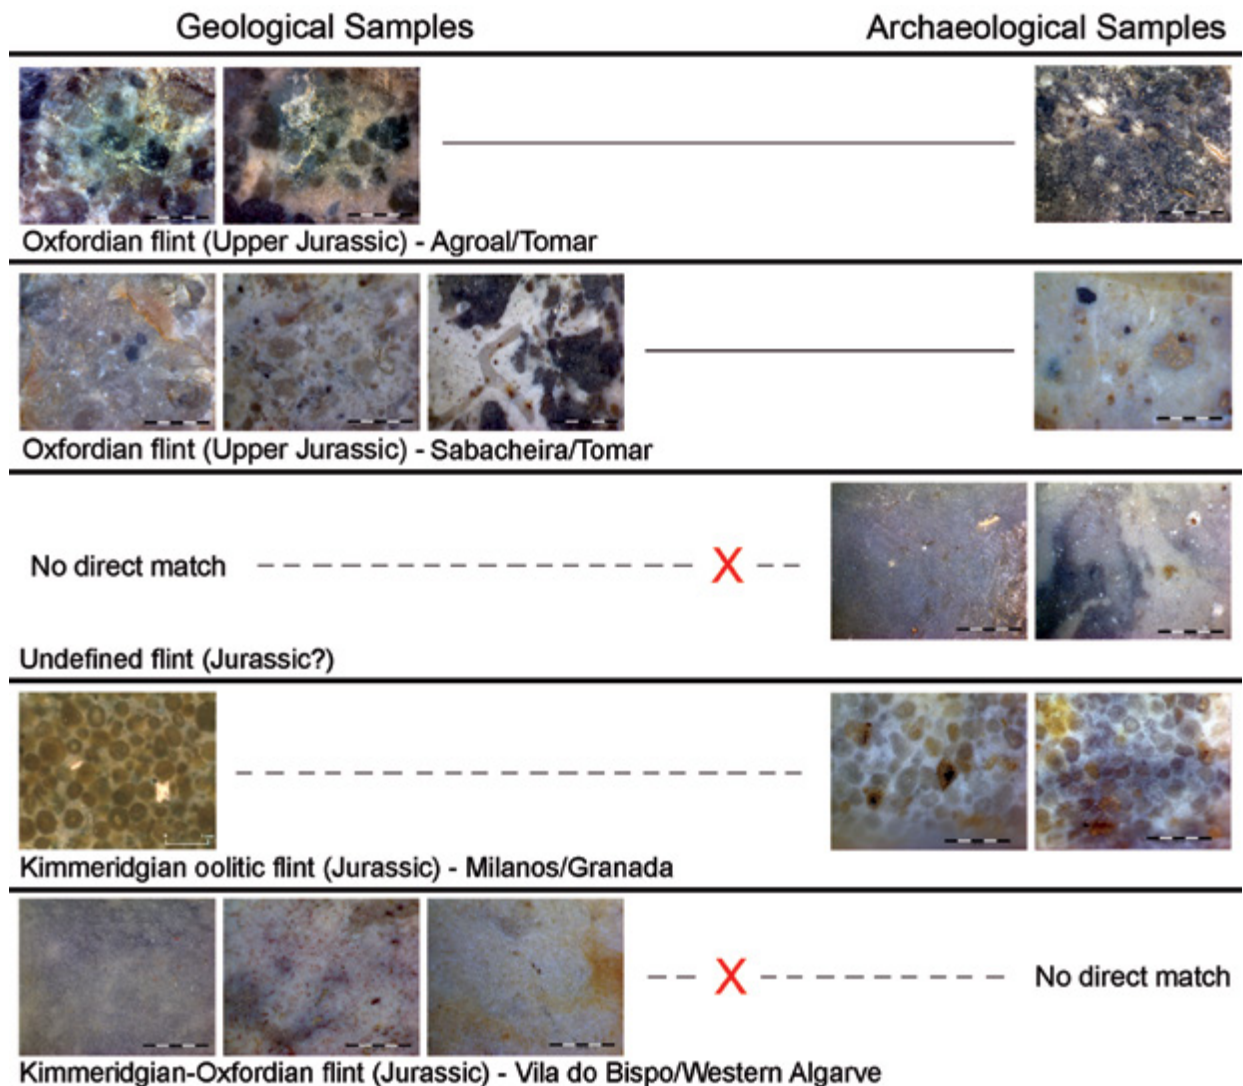 Geological Samples
Archaeological Samples
Oxfordian flint (Upper Jurassic) - Agroal/Tomar
Oxfordian flint (Upper Jurassic) - Sabacheira/Tomar
No direct match
X
Undefined flint (Jurassic?)
Kimmeridgian oolitic flint (Jurassic) - Milanos/Granada
X
No direct match
Kimmeridgian-Oxfordian flint (Jurassic) - Vila do Bispo/Western Algarve